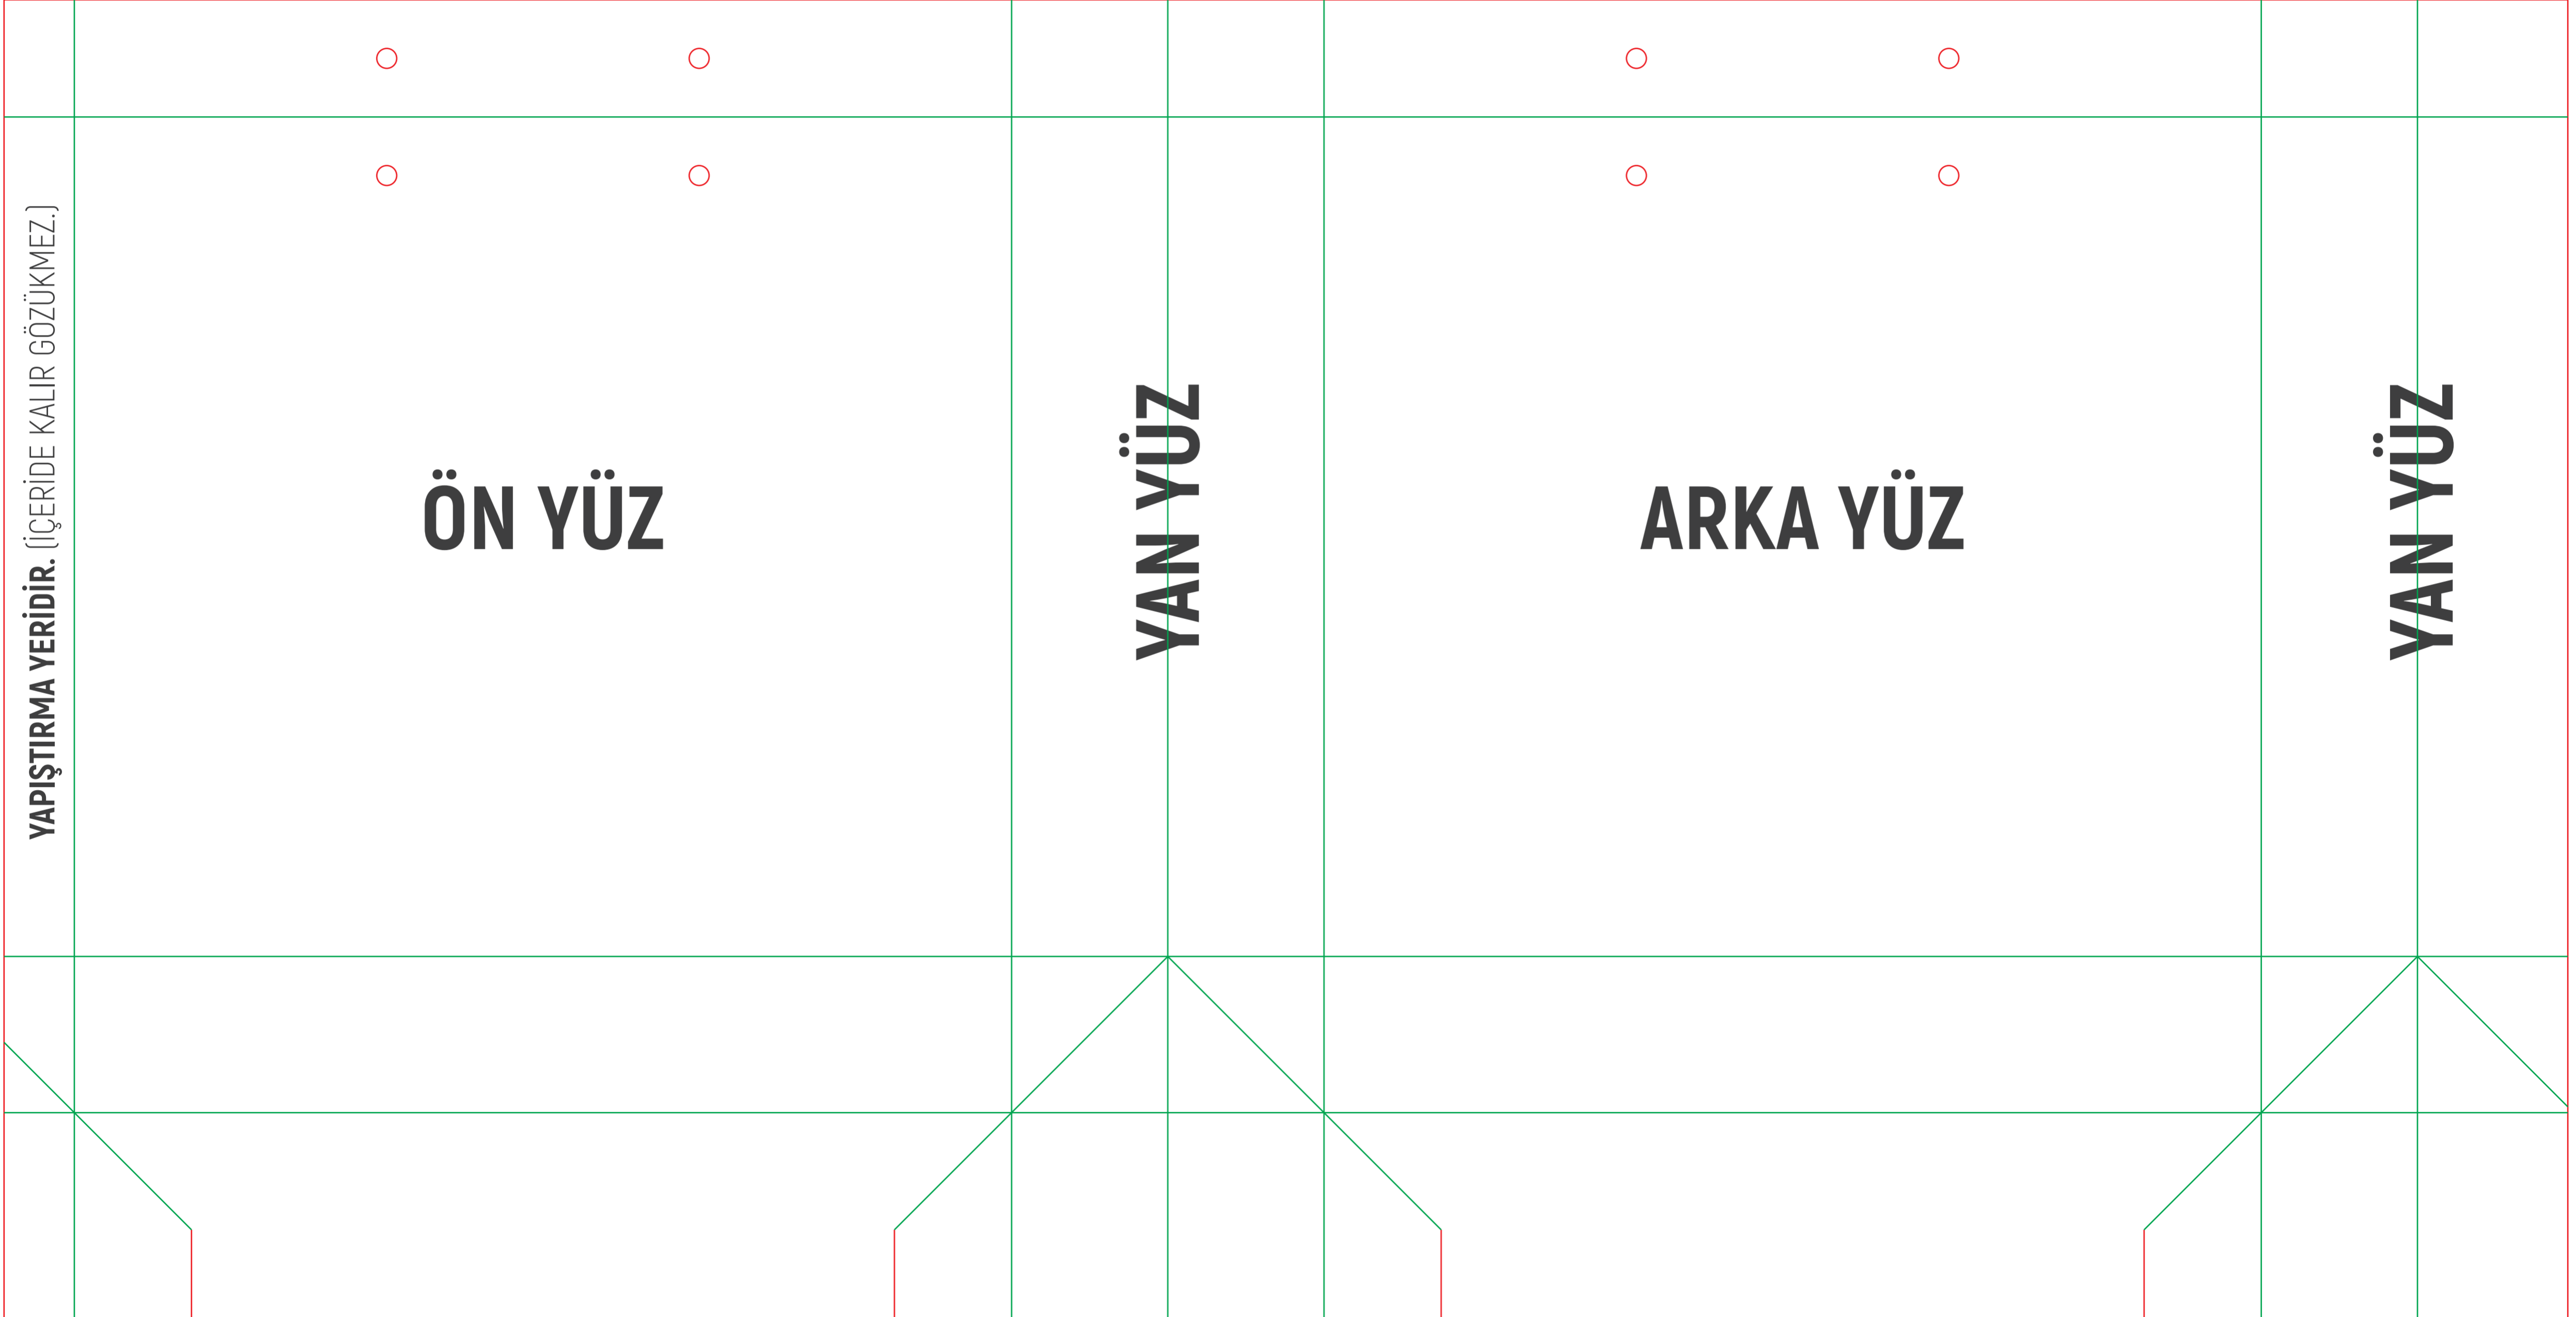 YAPIŞTIRMA YERİDİR. (İÇERİDE KALIR GÖZÜKMEZ.)
ÖN YÜZ
YAN YÜZ
ARKA YÜZ
YAN YÜZ